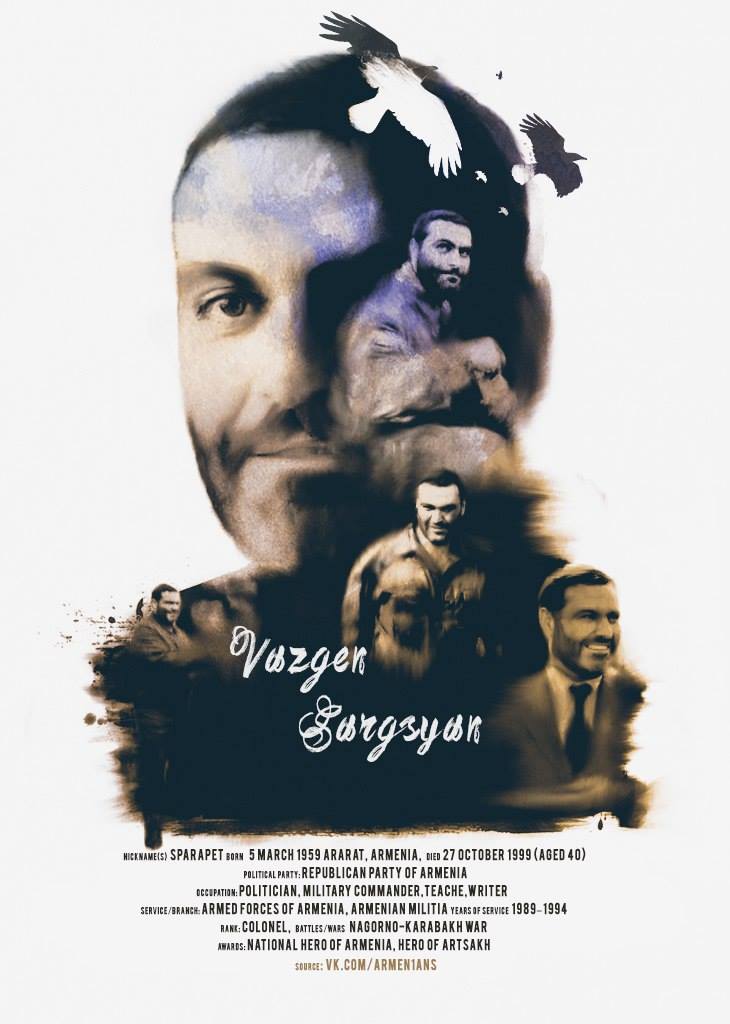 Vazgen
Sargsyan
NICKNAME(S) SPARAPET BORN 5 MARCH 1959 ARARAT, ARMENIA, DIED 27 OCTOBER 1999 (AGED 40)
POLITICAL PARTY: REPUBLICAN PARTY OF ARMENIA
OCCUPATION: POLITICIAN, MILITARY COMMANDER, TEACHE, WRITER
SERVICE/BRANCH: ARMED FORCES OF ARMENIA, ARMENIAN MILITIA YEARS OF SERVICE 1989–1994
RANK: COLONEL, BATTLES/WARS NAGORNO-KARABAKH WAR
AWARDS: NATIONAL HERO OF ARMENIA, HERO OF ARTSAKH
SOURCE: VK.COM/ARMEN1ANS